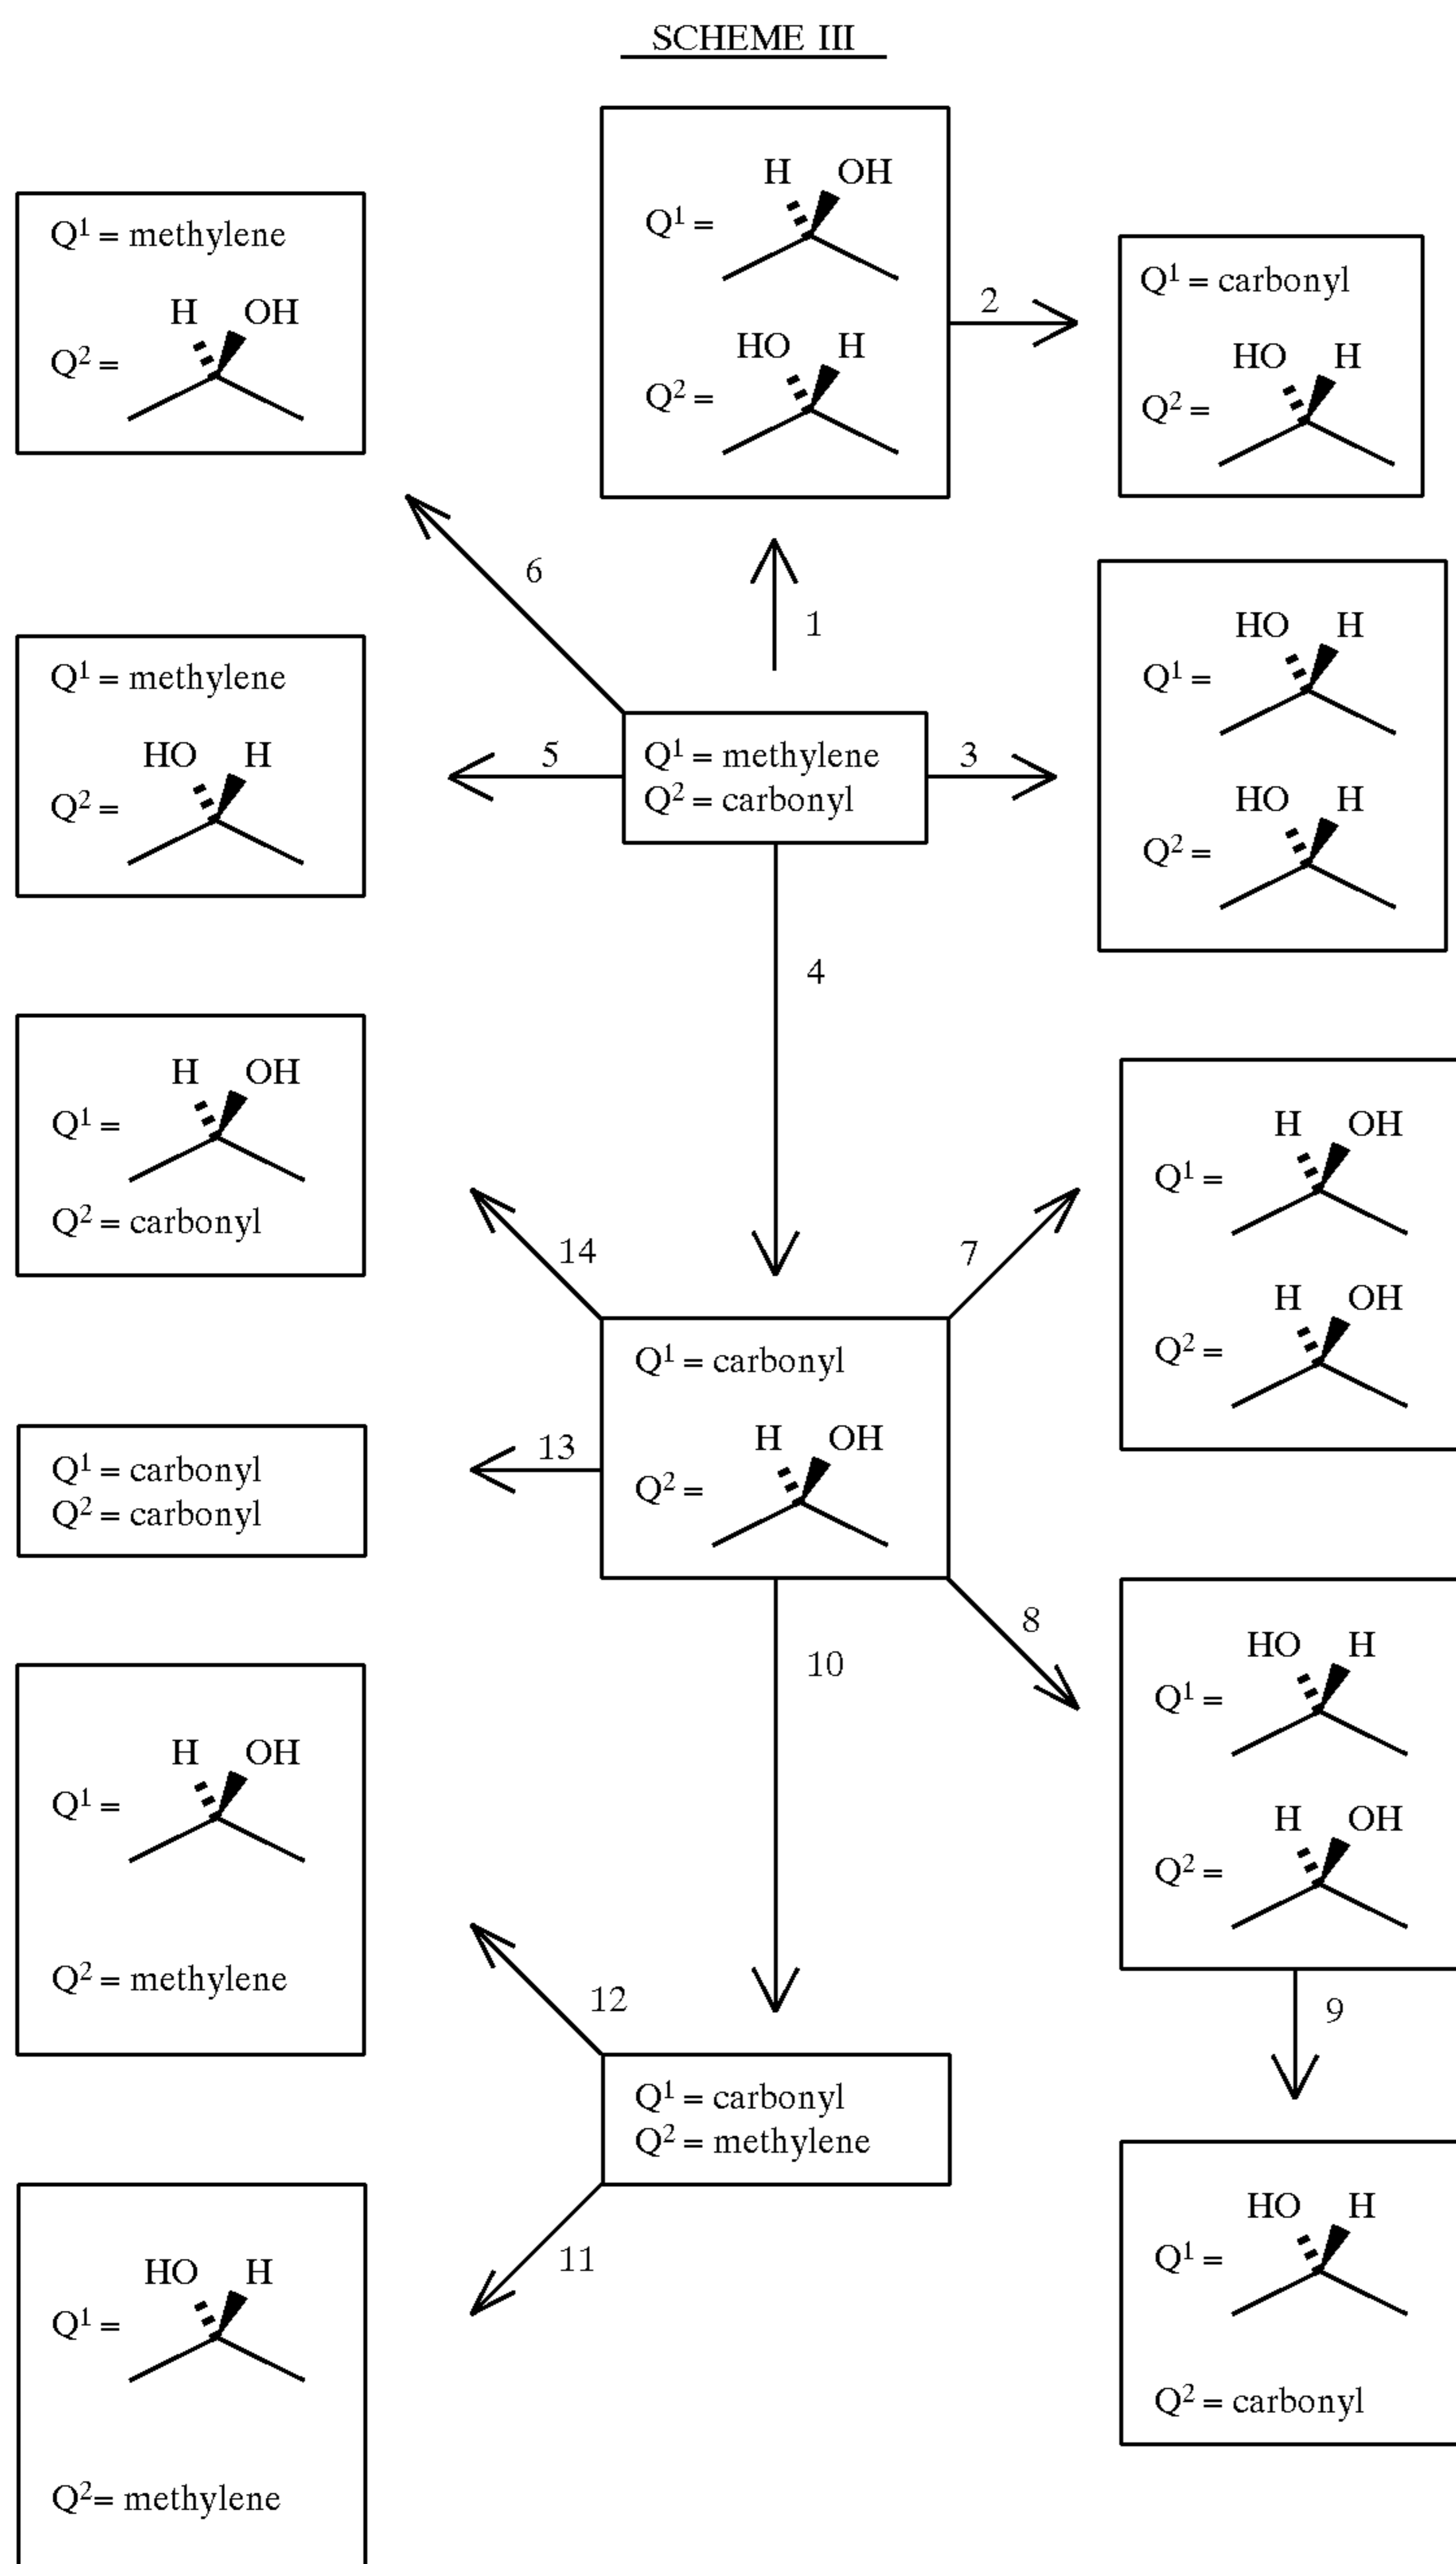 SCHEME III
H OH
Q¹ =
HO H
Q² =
2
Q¹ = carbonyl
HO H
Q² =
Q¹ = methylene
H OH
Q² =
6
1
Q¹ = methylene
HO H
Q² =
5
Q¹ = methylene
Q² = carbonyl
3
HO H
Q¹ =
HO H
Q² =
4
H OH
Q¹ =
Q² = carbonyl
14
7
H OH
Q¹ =
H OH
Q² =
Q¹ = carbonyl
H OH
Q² =
13
Q¹ = carbonyl
Q² = carbonyl
8
10
HO H
Q¹ =
H OH
Q² =
9
H OH
Q¹ =
Q² = methylene
12
Q¹ = carbonyl
Q² = methylene
11
HO H
Q¹ =
Q² = carbonyl
HO H
Q¹ =
Q²= methylene